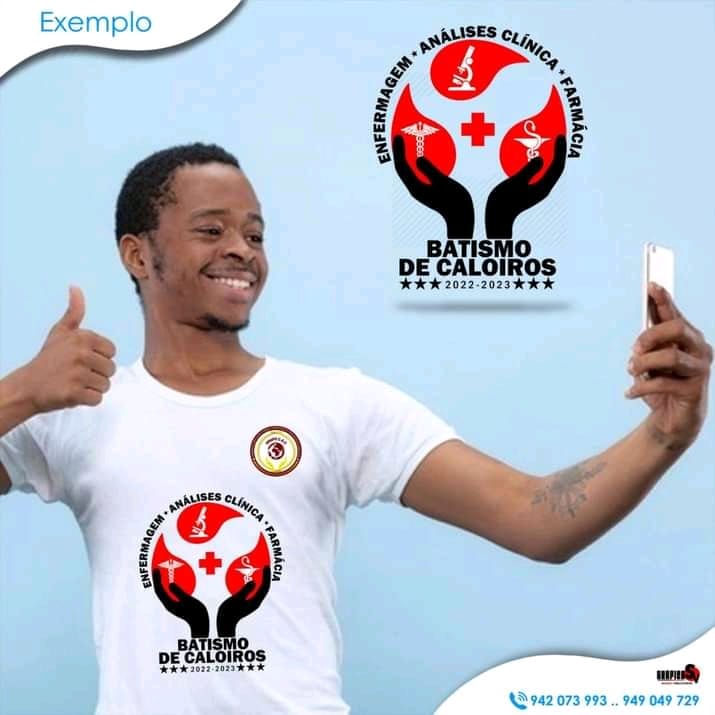 Exemplo
ENFERMAGEM * ANÁLISES CLÍNICA * FARMÁCIA
BATISMO
DE CALOIROS
★★★ 2022-2023 ★★★
ENFERMAGEM * ANÁLISES CLÍNICA * FARMÁCIA
BATISMO
DE CALOIROS
★★★ 2022-2023 ★★★
942 073 993 .. 949 049 729